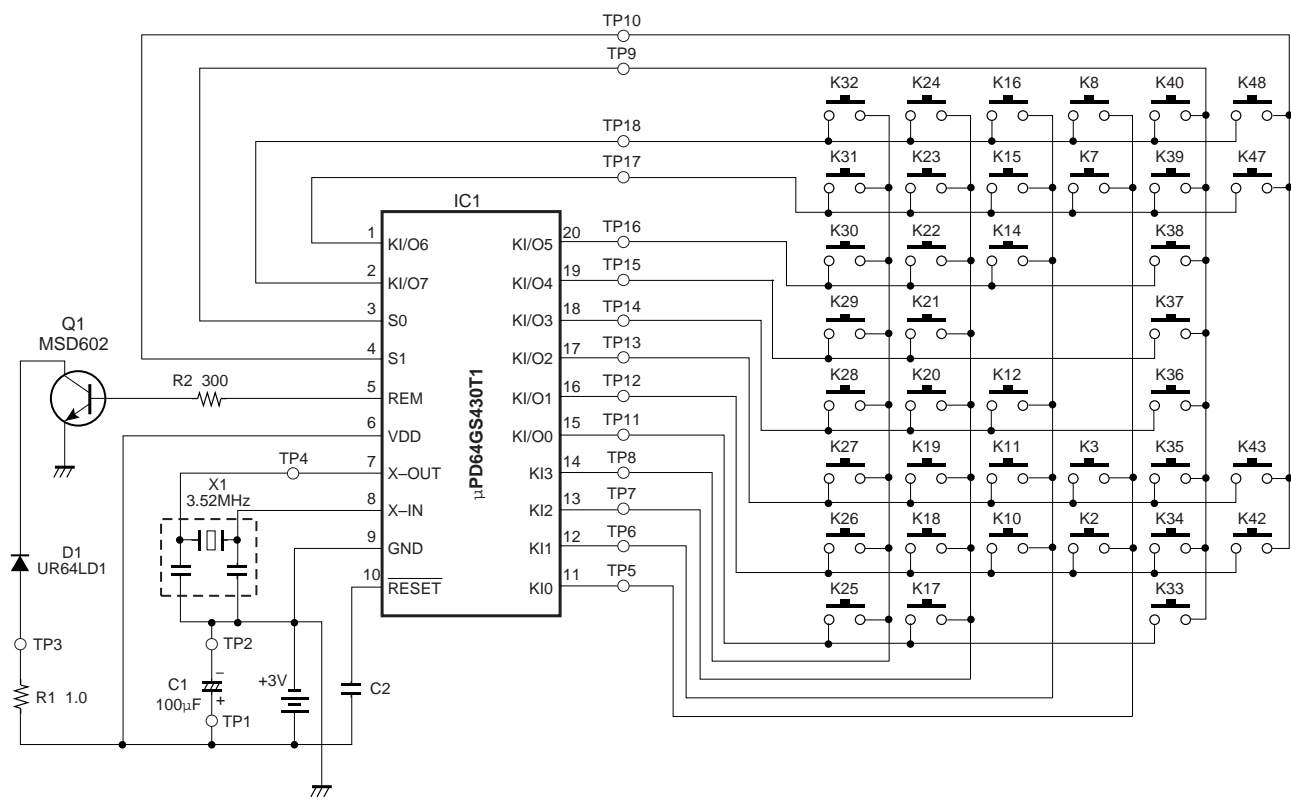 TP10
TP9
K32 K24 K16 K8 K40 K48
TP18
K31 K23 K15 K7 K39 K47
TP17
IC1
1 KI/O6
2 KI/O7
3 S0
4 S1
5 REM
6 VDD
7 X–OUT
8 X–IN
9 GND
10 RESET
μPD64GS430T1
KI/O5 20 TP16
KI/O4 19 TP15
KI/O3 18 TP14
KI/O2 17 TP13
KI/O1 16 TP12
KI/O0 15 TP11
KI3 14 TP8
KI2 13 TP7
KI1 12 TP6
KI0 11 TP5
K30 K22 K14 K38
K29 K21 K37
K28 K20 K12 K36
K27 K19 K11 K3 K35 K43
K26 K18 K10 K2 K34 K42
K25 K17 K33
Q1
MSD602
R2 300
TP4
X1
3.52MHz
D1
UR64LD1
TP3
R1 1.0
TP2
C1
100μF
–
+
TP1
+3V
C2